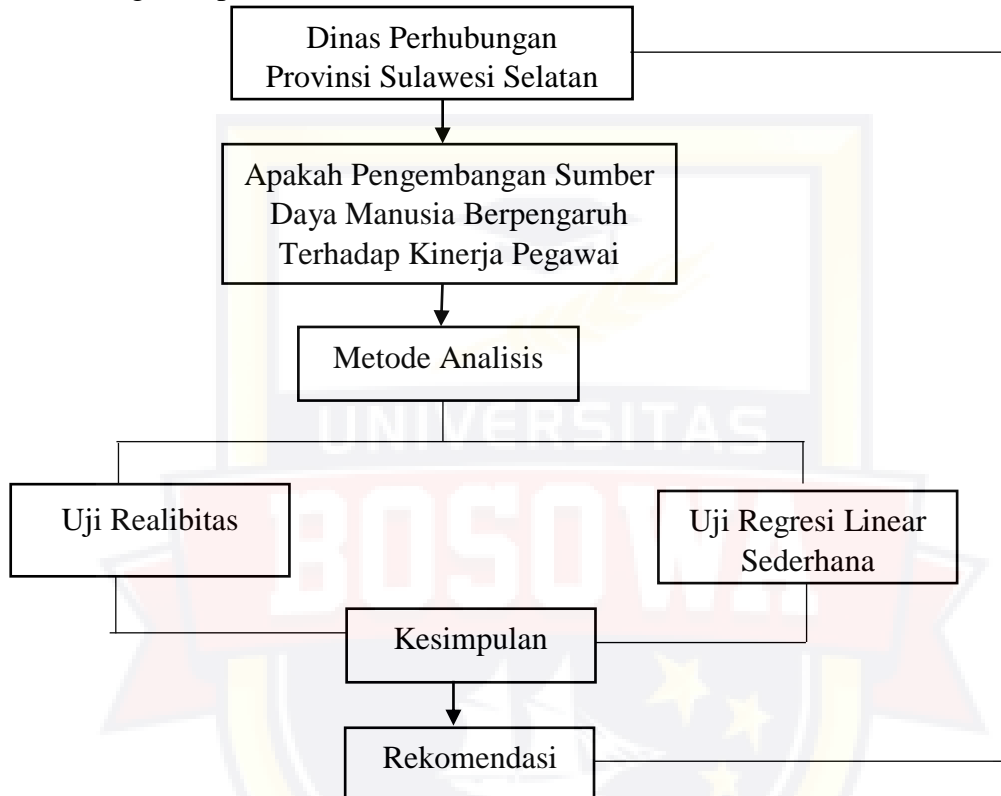 Dinas Perhubungan
Provinsi Sulawesi Selatan
Apakah Pengembangan Sumber
Daya Manusia Berpengaruh
Terhadap Kinerja Pegawai
Metode Analisis
UNIVERSITAS
BOSOWA
Uji Realibitas
Uji Regresi Linear
Sederhana
Kesimpulan
Rekomendasi